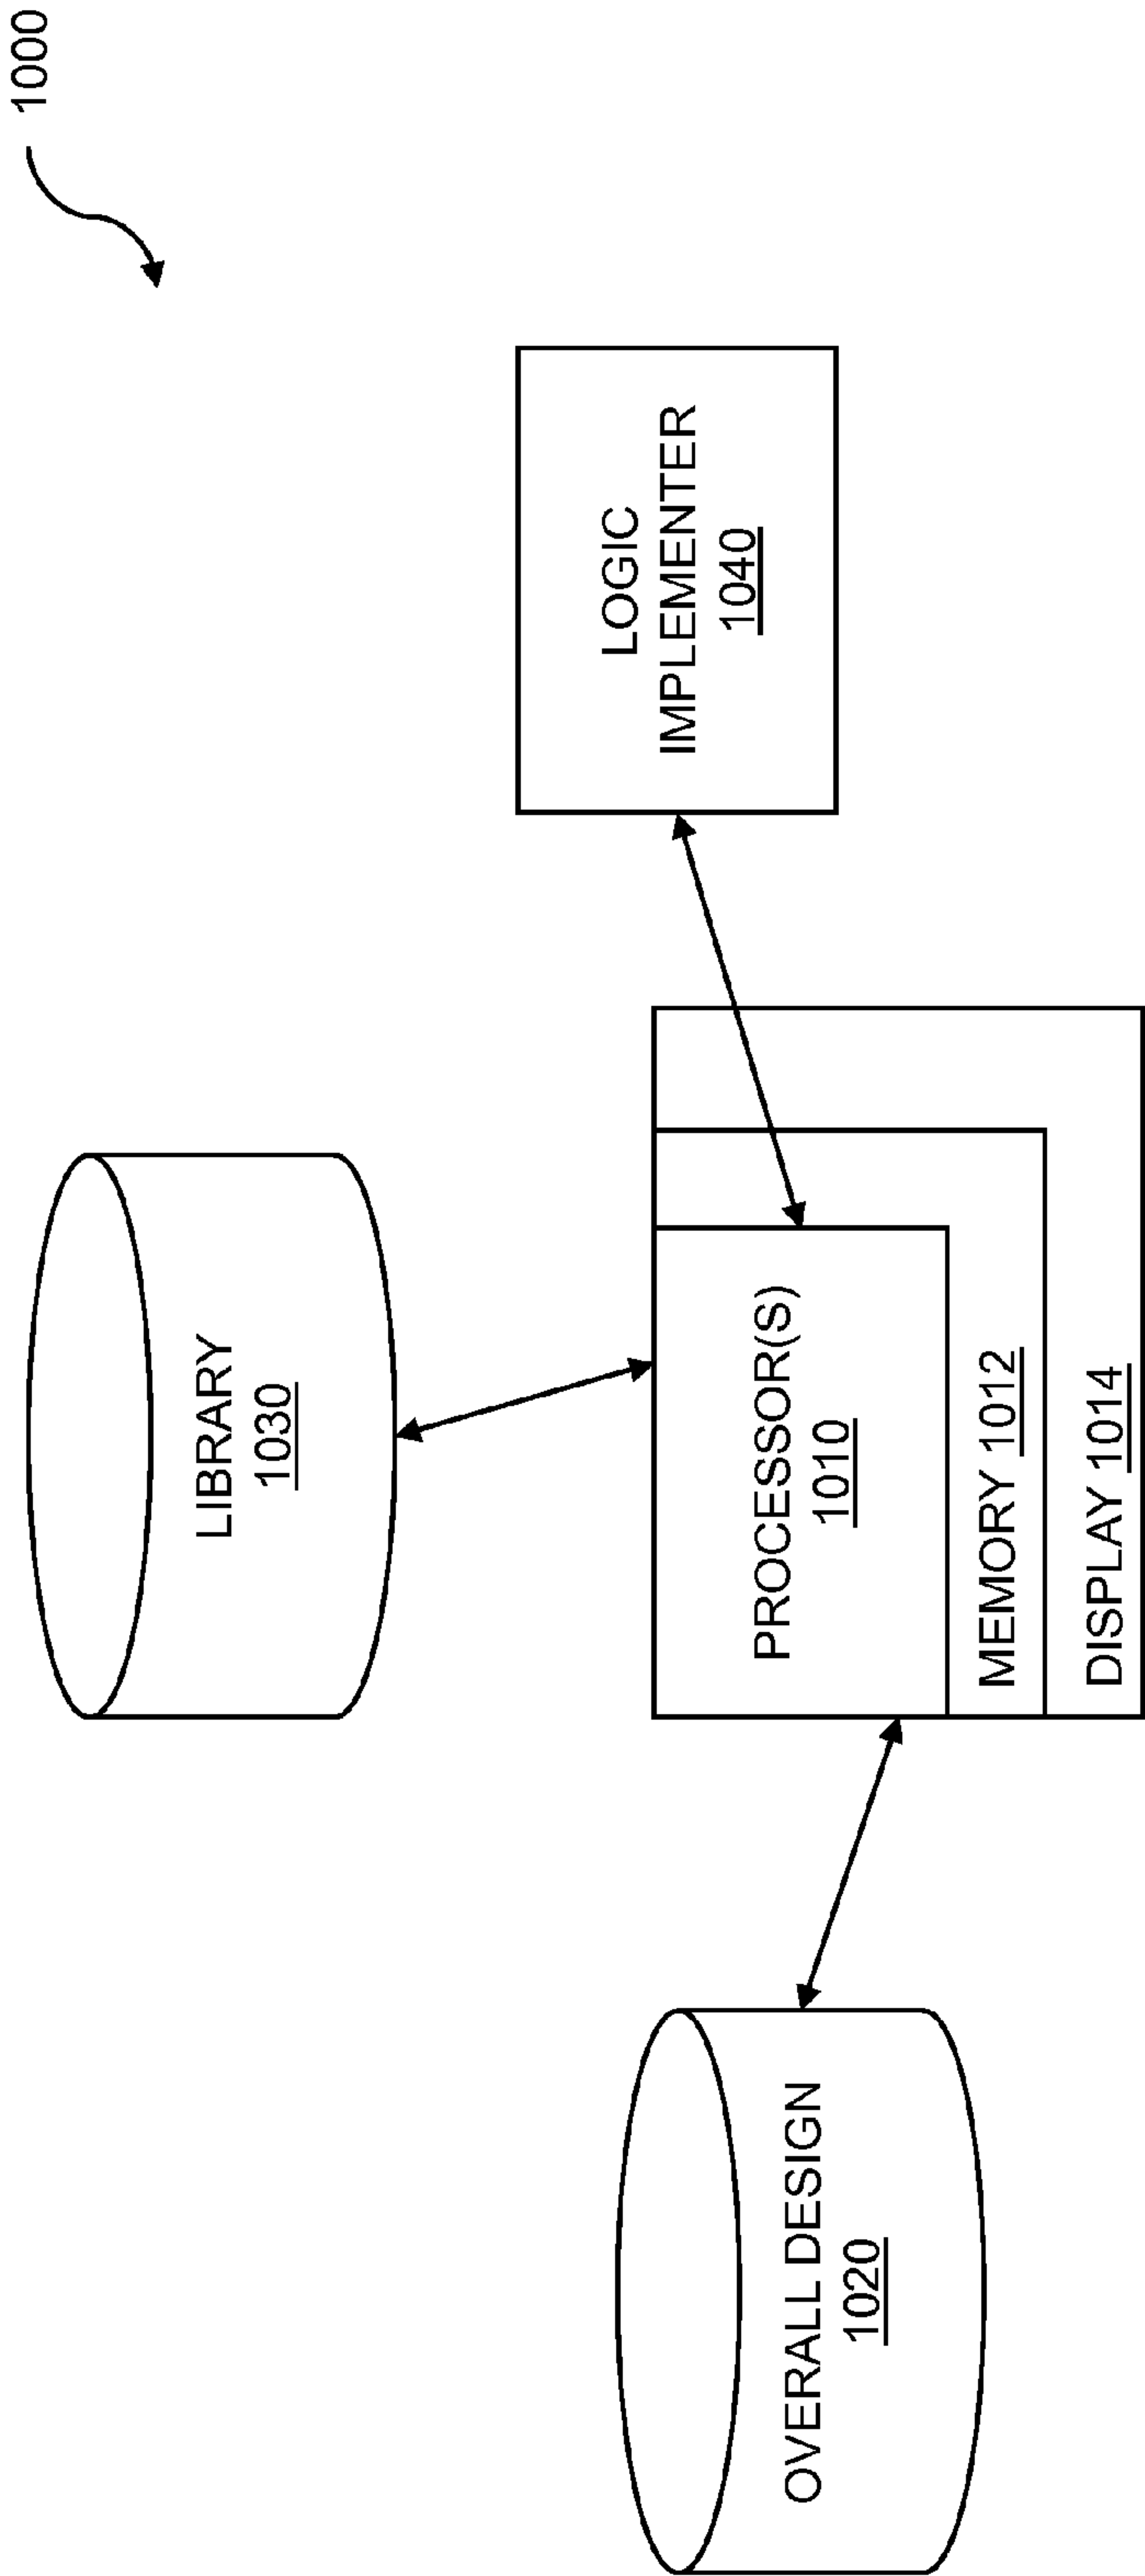 1000
LIBRARY
1030
OVERALL DESIGN
1020
PROCESSOR(S)
1010
MEMORY 1012
DISPLAY 1014
LOGIC
IMPLEMENTER
1040